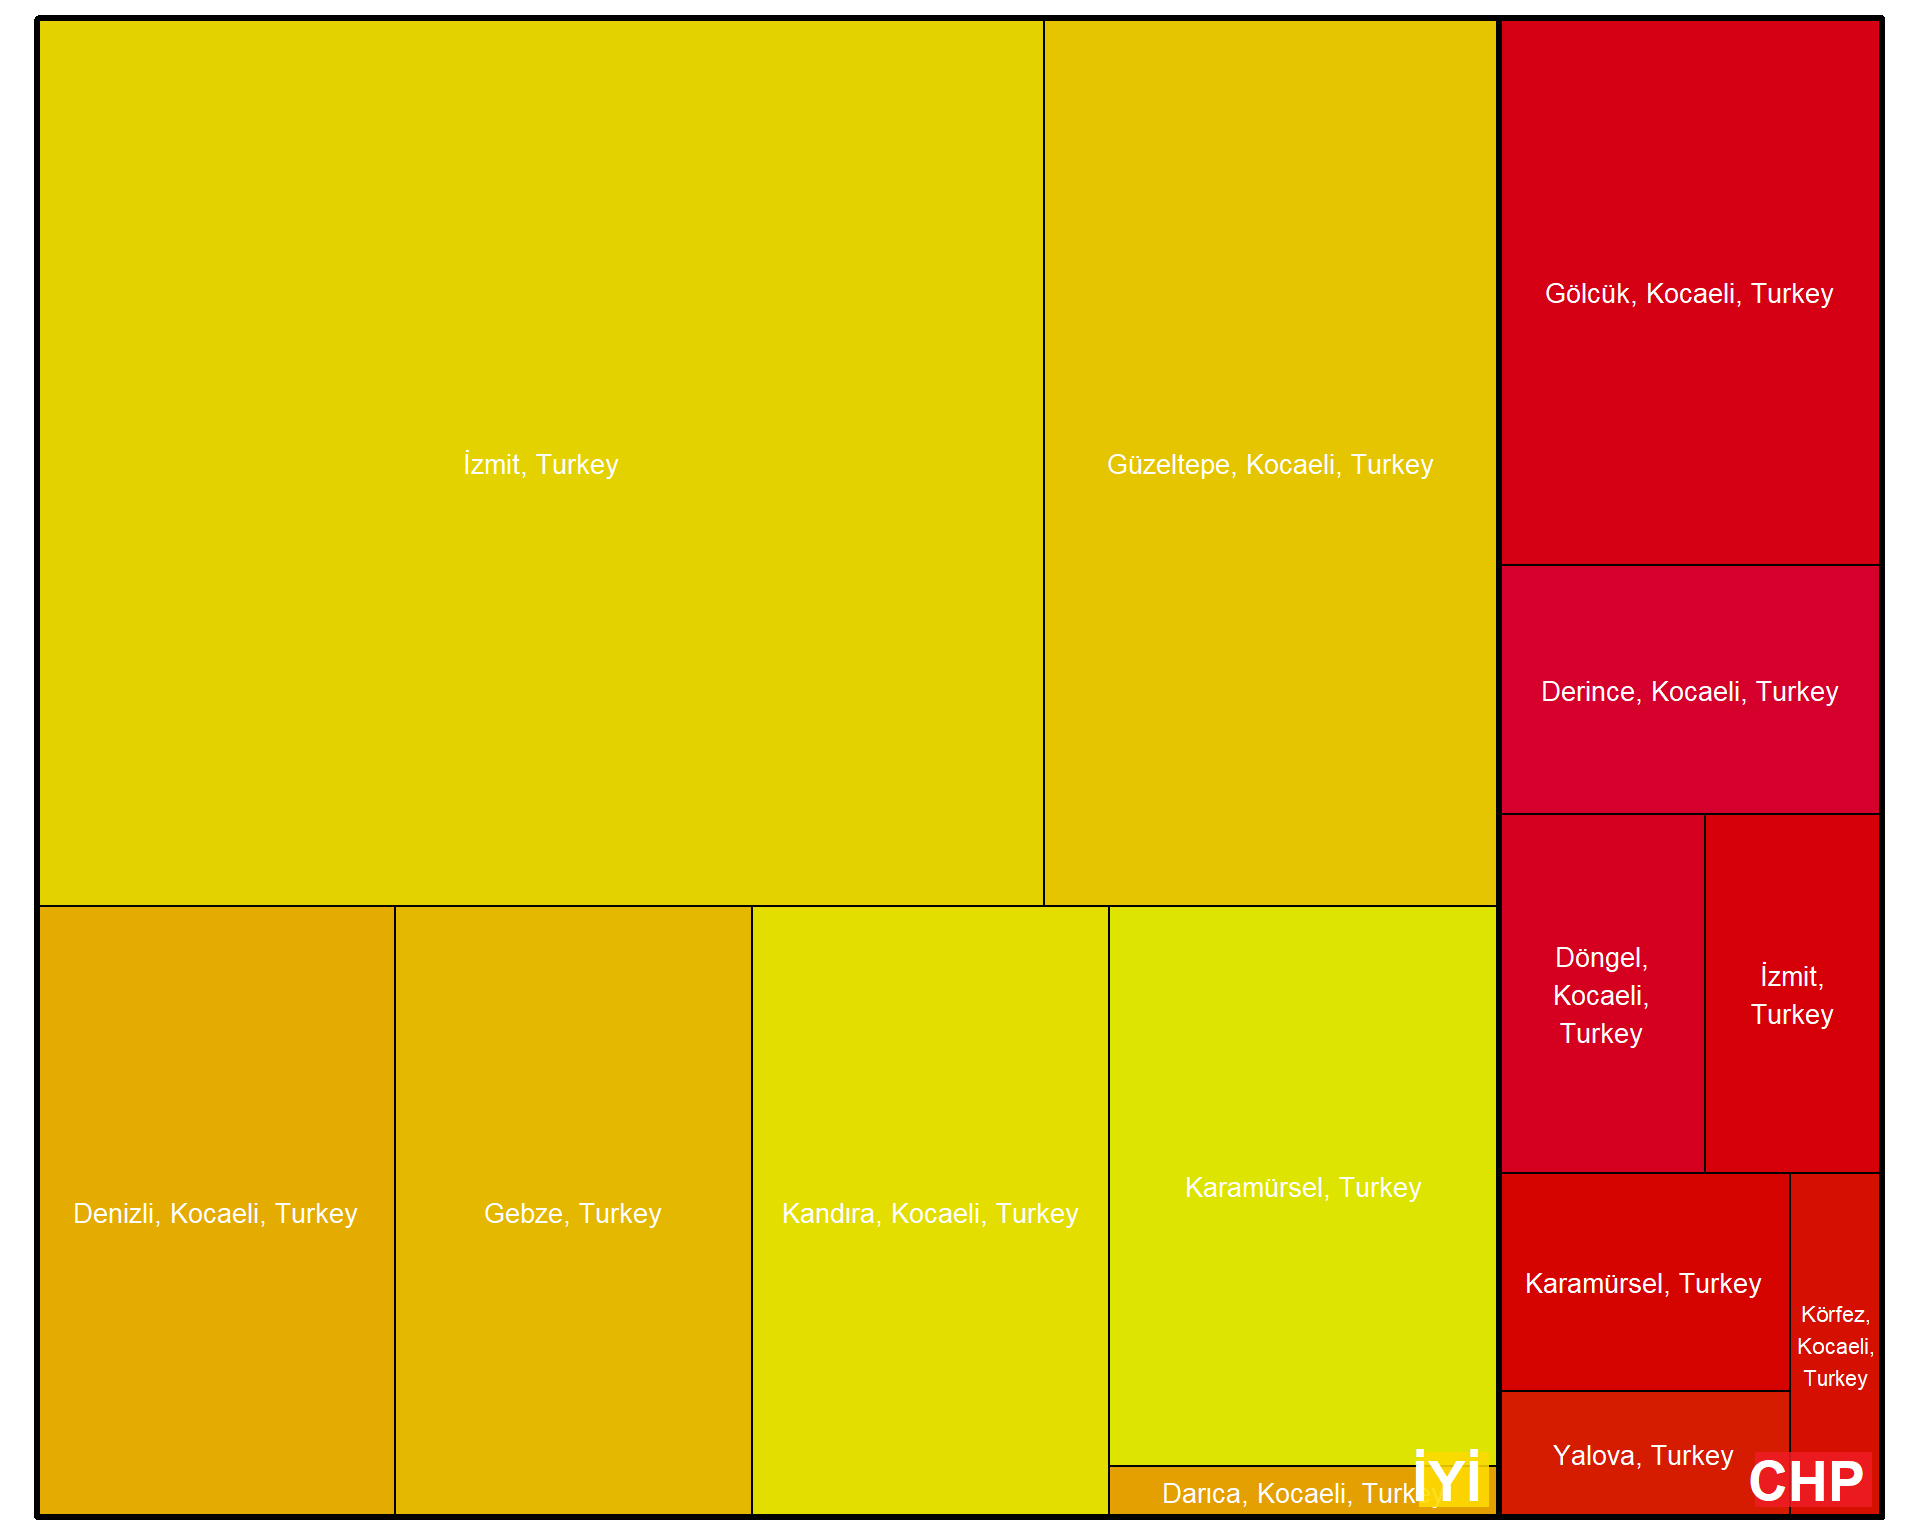 İzmit, Turkey
Güzeltepe, Kocaeli, Turkey
Denizli, Kocaeli, Turkey
Gebze, Turkey
Kandıra, Kocaeli, Turkey
Karamürsel, Turkey
Darıca, Kocaeli, Turkey
İYİ
Gölcük, Kocaeli, Turkey
Derince, Kocaeli, Turkey
Döngel,
Kocaeli,
Turkey
İzmit,
Turkey
Karamürsel, Turkey
Körfez,
Kocaeli,
Turkey
Yalova, Turkey
CHP